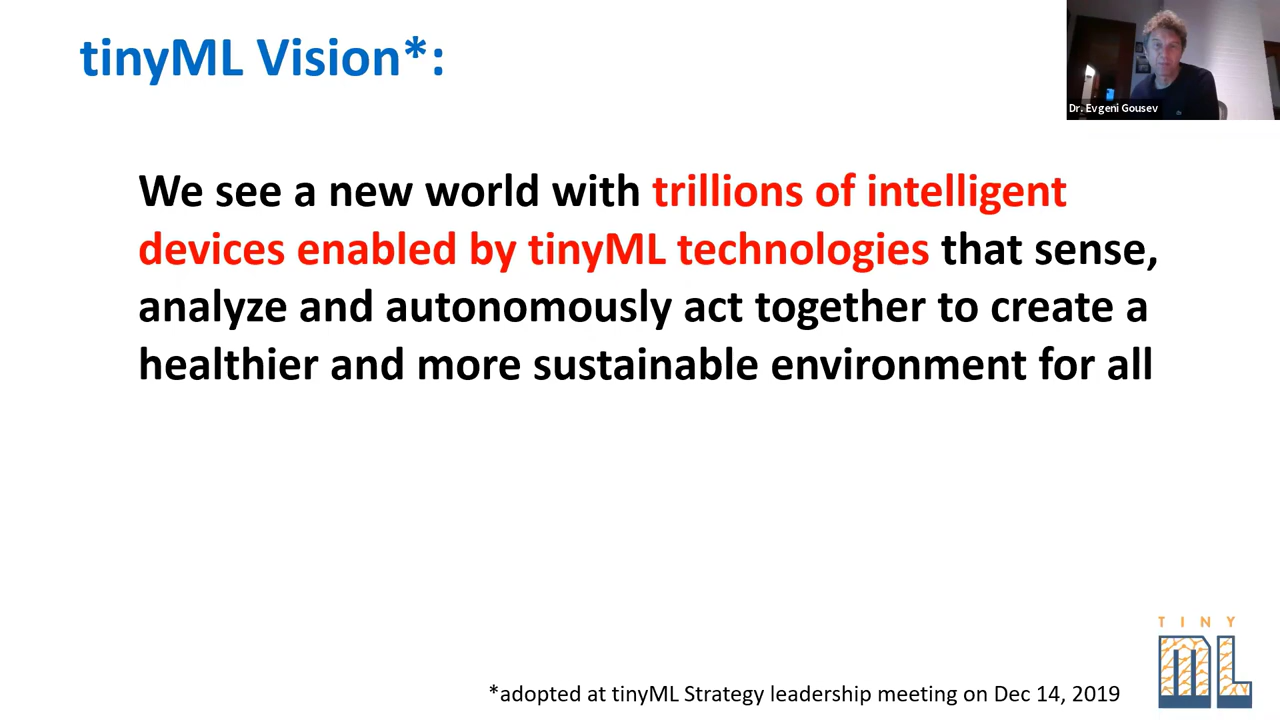 tinyML Vision*:
Dr. Evgeni Gousev
We see a new world with trillions of intelligent
devices enabled by tinyML technologies that sense,
analyze and autonomously act together to create a
healthier and more sustainable environment for all
TINY
ML
*adopted at tinyML Strategy leadership meeting on Dec 14, 2019